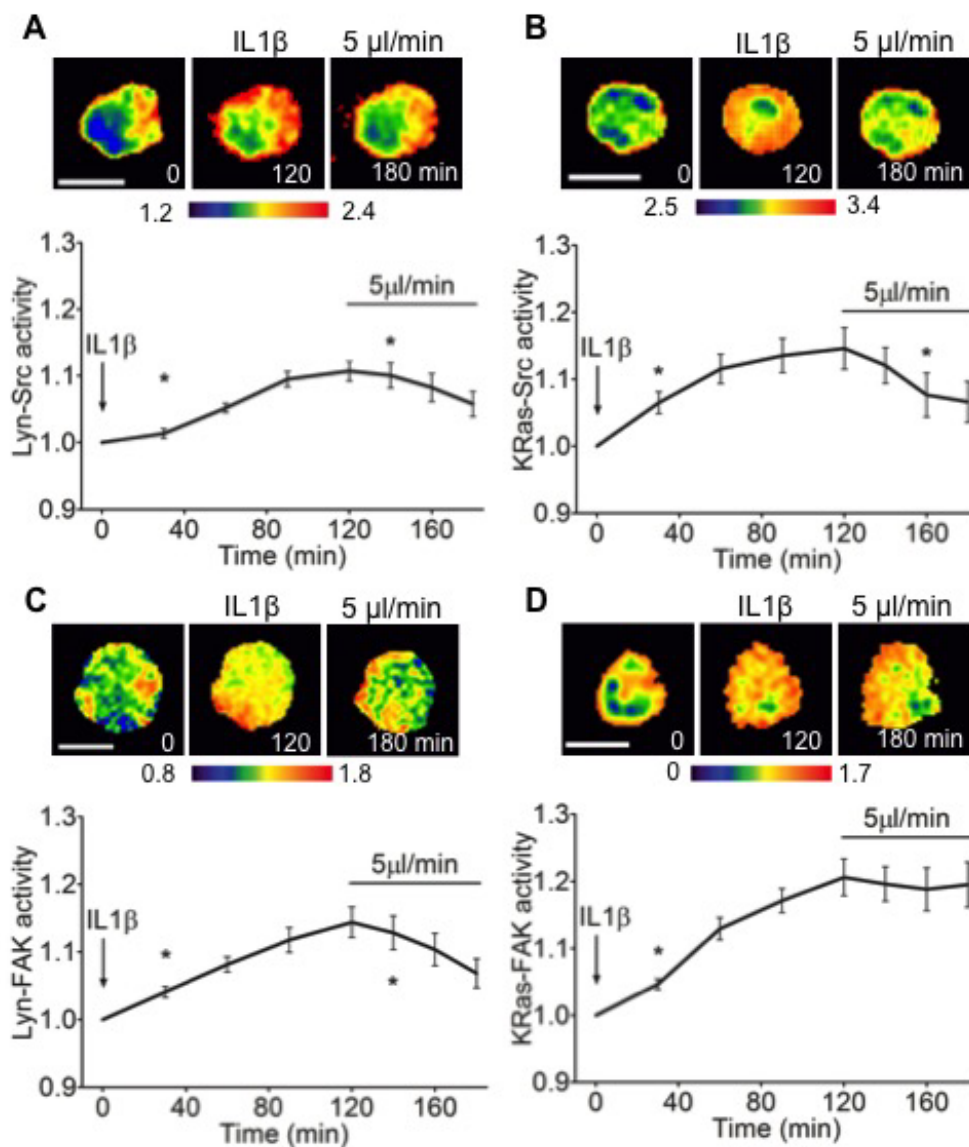 A
IL1β
5 µl/min
0
120
180 min
1.2
2.4
Lyn-Src activity
1.3
1.2
1.1
1.0
0.9
IL1β
*
5µl/min
*
0
40
80
120
160
Time (min)
B
IL1β
5 µl/min
0
120
180 min
2.5
3.4
KRas-Src activity
1.3
1.2
1.1
1.0
0.9
IL1β
*
5µl/min
*
0
40
80
120
160
Time (min)
C
IL1β
5 µl/min
0
120
180 min
0.8
1.8
Lyn-FAK activity
1.3
1.2
1.1
1.0
0.9
IL1β
*
5µl/min
*
0
40
80
120
160
Time (min)
D
IL1β
5 µl/min
0
120
180 min
0
1.7
KRas-FAK activity
1.3
1.2
1.1
1.0
0.9
IL1β
*
5µl/min
0
40
80
120
160
Time (min)